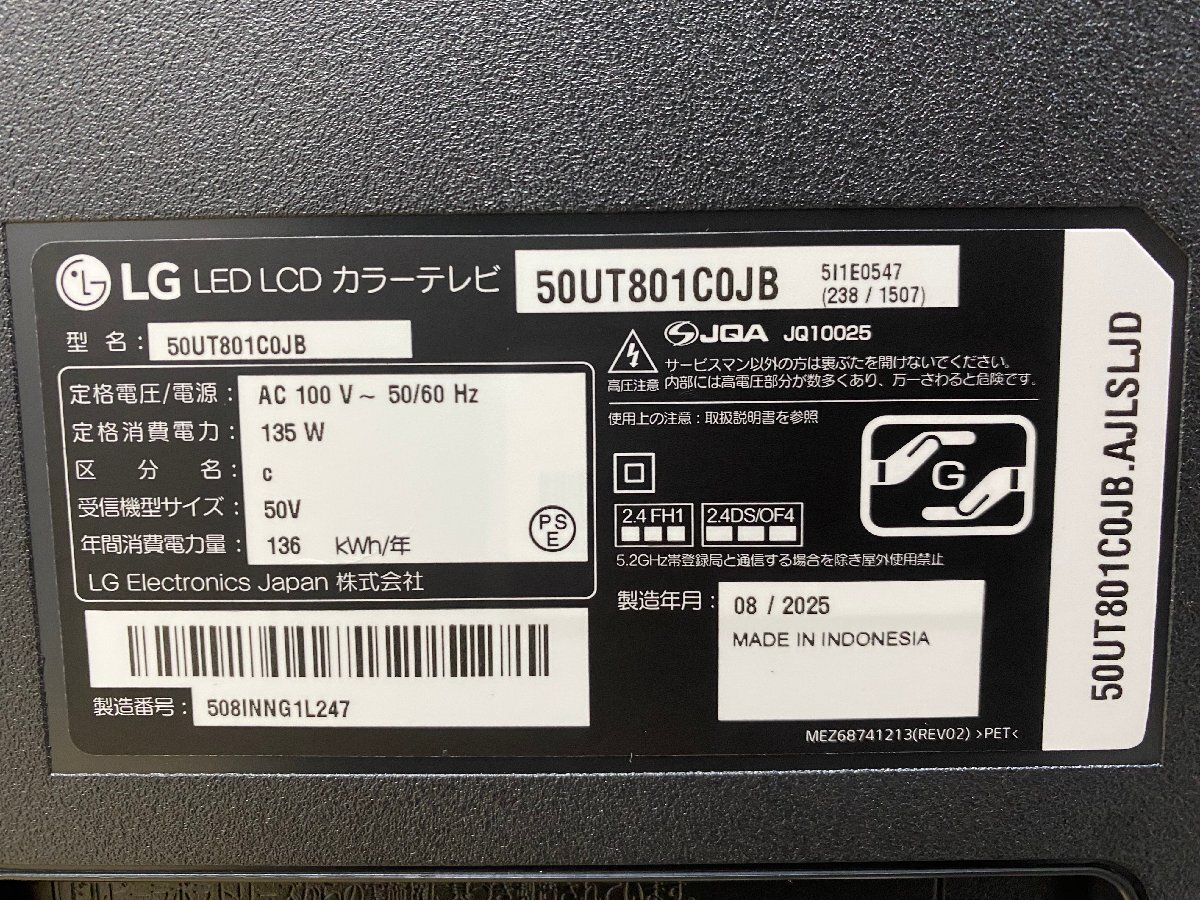 LG LED LCD カラーテレビ 50UT801C0JB 5I1E0547
(238 / 1507)
型 名 : 50UT801C0JB
定格電圧/電源 : AC 100 V ~ 50/60 Hz
定格消費電力 : 135 W
区 分 名 : c
受信機型サイズ : 50V
年間消費電力量 : 136 kWh/年
PS
E
LG Electronics Japan 株式会社
製造番号 : 508INNG1L247
JQA JQ10025
高圧注意
サービスマン以外の方は裏ぶたを開けないでください。
内部には高電圧部分が数多くあり、万一さわると危険です。
使用上の注意 : 取扱説明書を参照
G
2.4 FH1 2.4DS/OF4
5.2GHz帯登録局と通信する場合を除き屋外使用禁止
製造年月 : 08 / 2025
MADE IN INDONESIA
MEZ68741213(REV02) >PET<
50UT801C0JB.AJLSLJD